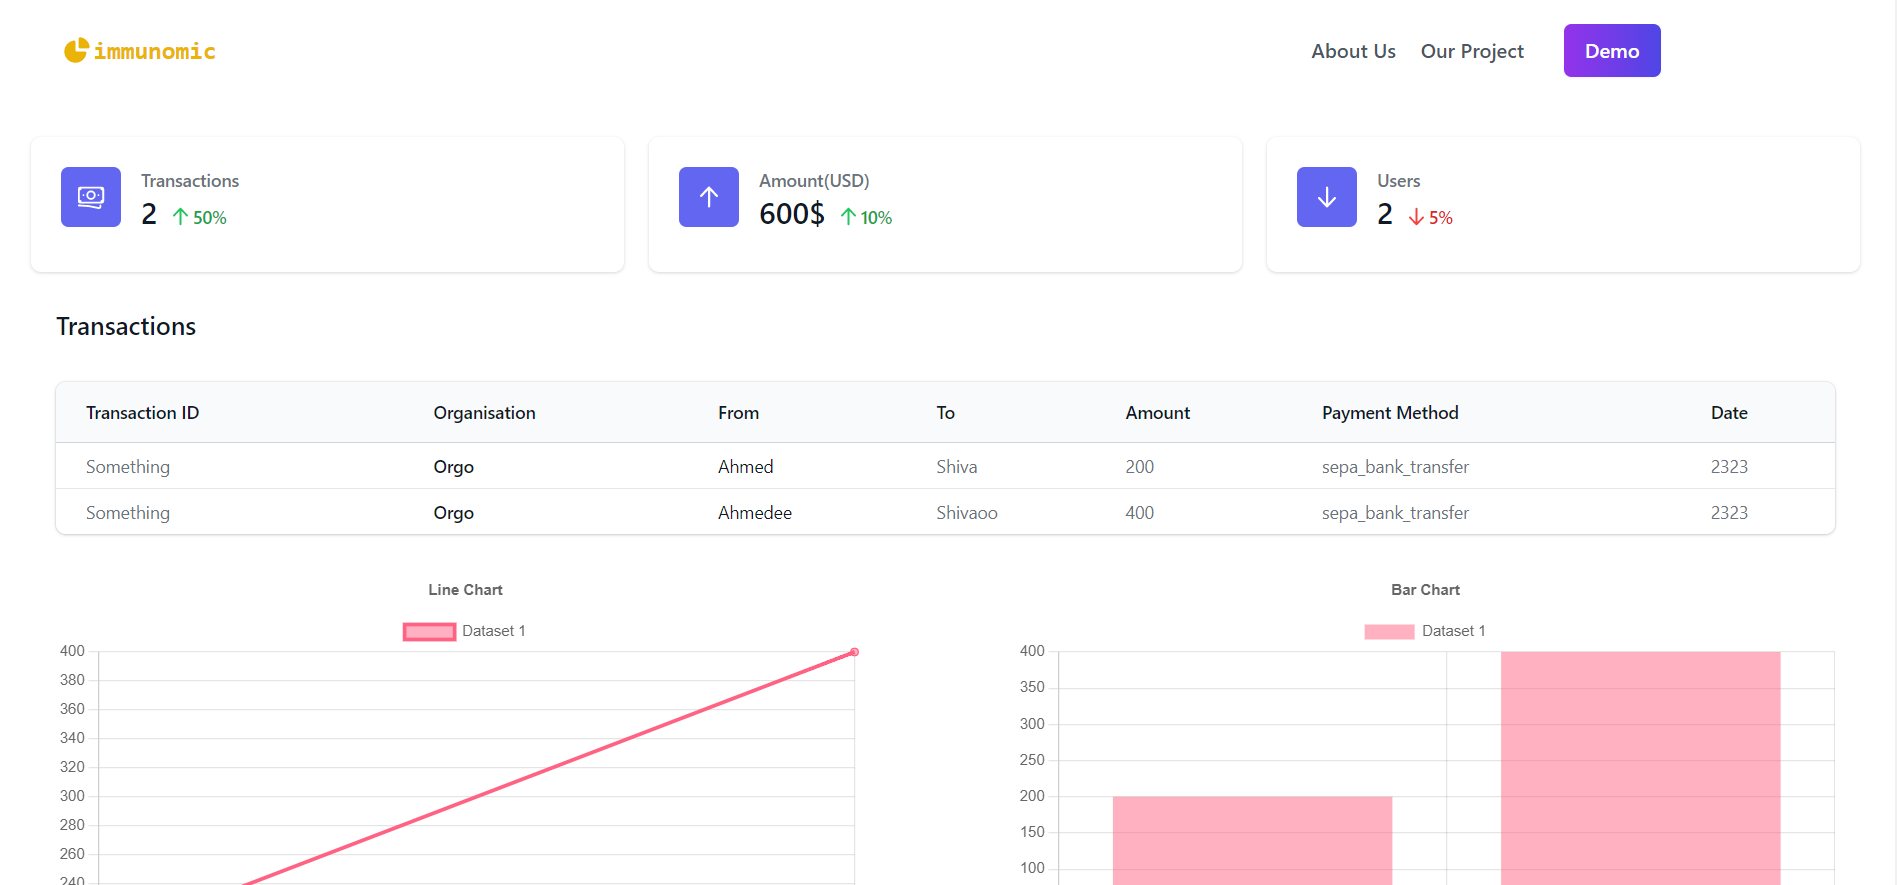 immunomic About Us Our Project Demo
Transactions Amount(USD) Users
2 50% 600$ 10% 2 5%
Transactions
Transaction ID Organisation From To Amount Payment Method Date
Something Orgo Ahmed Shiva 200 sepa_bank_transfer 2323
Something Orgo Ahmedee Shivaoo 400 sepa_bank_transfer 2323
Line Chart
Dataset 1
400
380
360
340
320
300
280
260
240
Bar Chart
Dataset 1
400
350
300
250
200
150
100